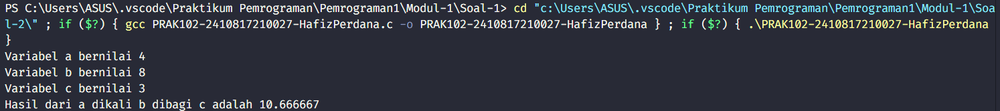 PS C:\Users\ASUS\.vscode\Praktikum Pemrograman\Pemrograman1\Modul-1\Soal-1> cd "c:\Users\ASUS\.vscode\Praktikum Pemrograman\Pemrograman1\Modul-1\Soa
l-2\" ; if ($?) { gcc PRAK102-2410817210027-HafizPerdana.c -o PRAK102-2410817210027-HafizPerdana } ; if ($?) { .\PRAK102-2410817210027-HafizPerdana
}
Variabel a bernilai 4
Variabel b bernilai 8
Variabel c bernilai 3
Hasil dari a dikali b dibagi c adalah 10.666667